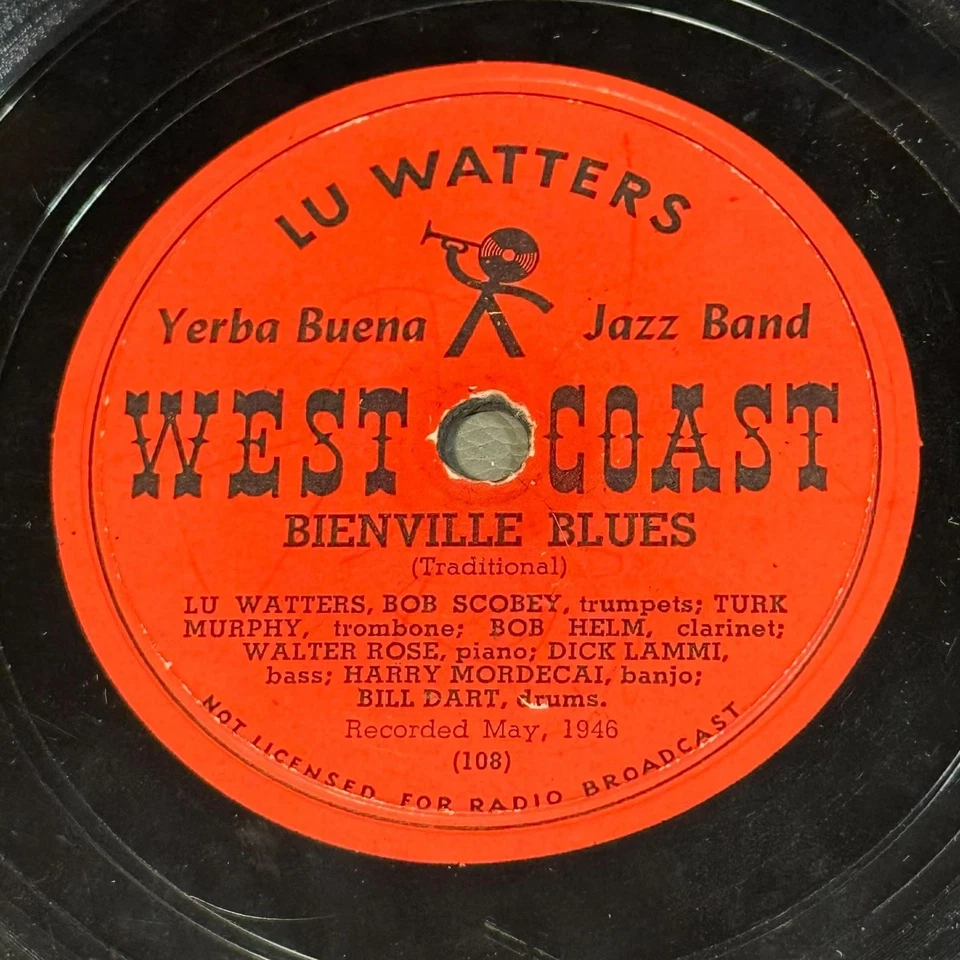 LU WATTERS
Yerba Buena Jazz Band
WEST COAST
BIENVILLE BLUES
(Traditional)
LU WATTERS, BOB SCOBEY, trumpets; TURK
MURPHY, trombone; BOB HELM, clarinet;
WALTER ROSE, piano; DICK LAMMI,
bass; HARRY MORDECAI, banjo;
BILL DART, drums.
Recorded May, 1946
(108)
NOT LICENSED FOR RADIO BROADCAST